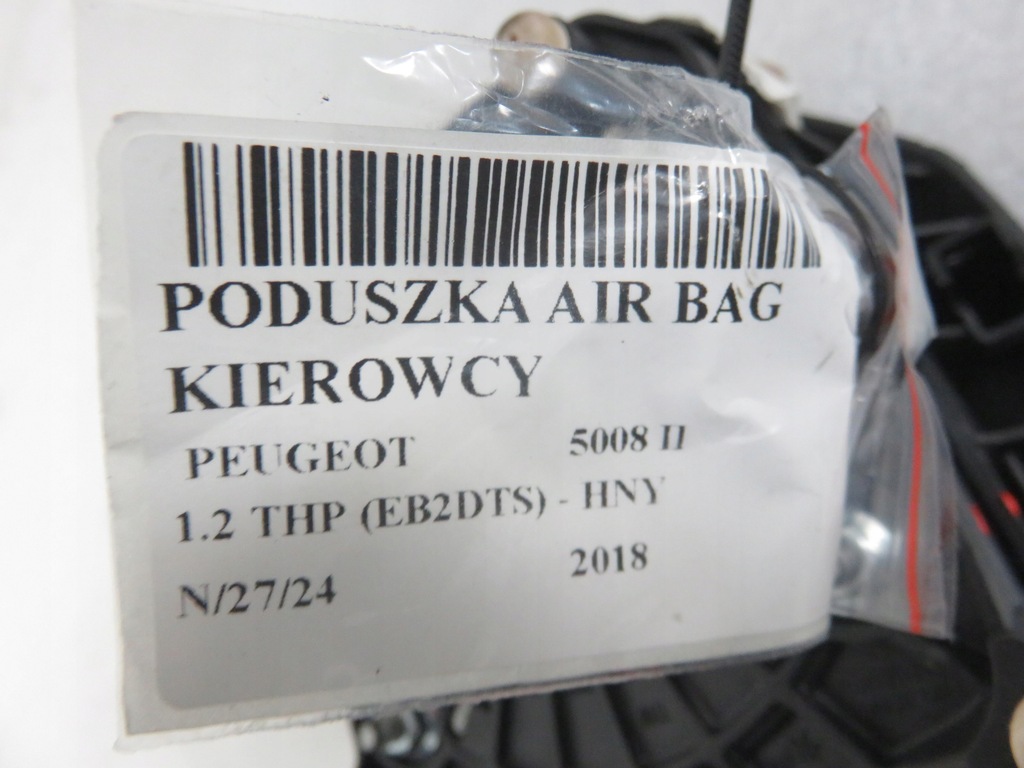 PODUSZKA AIR BAG
KIEROWCY
PEUGEOT 5008 II
1.2 THP (EB2DTS) - HNY
N/27/24 2018